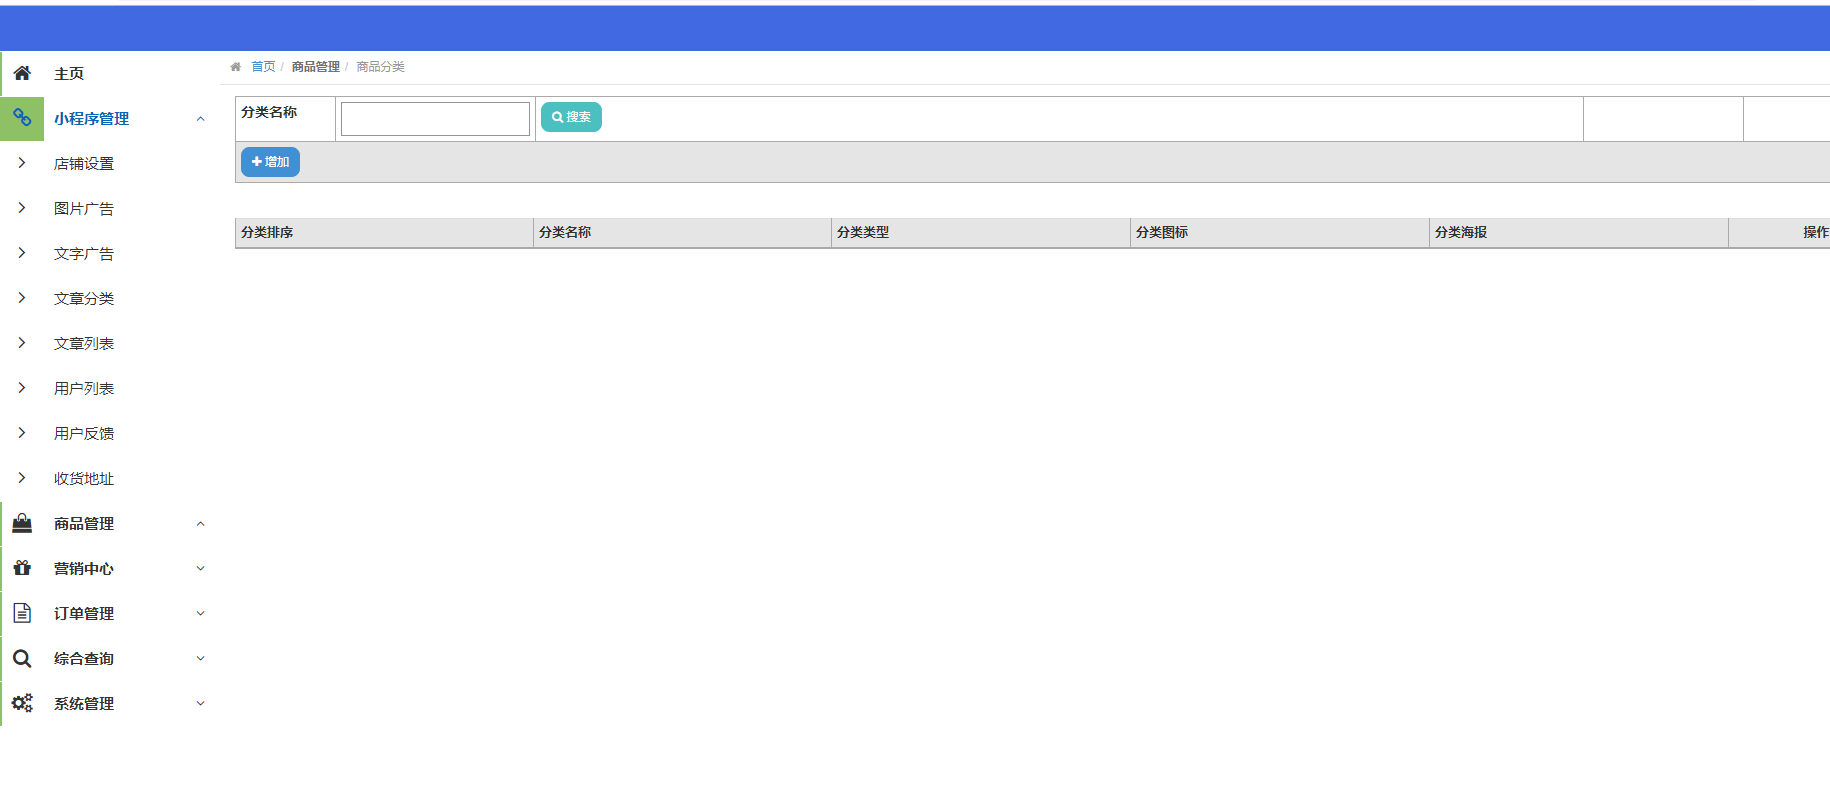 主页
小程序管理
店铺设置
图片广告
文字广告
文章分类
文章列表
用户列表
用户反馈
收货地址
商品管理
营销中心
订单管理
综合查询
系统管理
首页 / 商品管理 / 商品分类
分类名称 搜索
增加
分类排序 分类名称 分类类型 分类图标 分类海报 操作